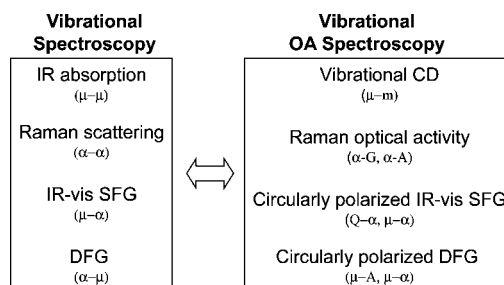 Vibrational
Spectroscopy
IR absorption
(μ−μ)
Raman scattering
(α−α)
IR-vis SFG
(μ−α)
DFG
(α−μ)
Vibrational
OA Spectroscopy
Vibrational CD
(μ−m)
Raman optical activity
(α-G, α-A)
Circularly polarized IR-vis SFG
(Q−α, μ−α)
Circularly polarized DFG
(μ−A, μ−α)